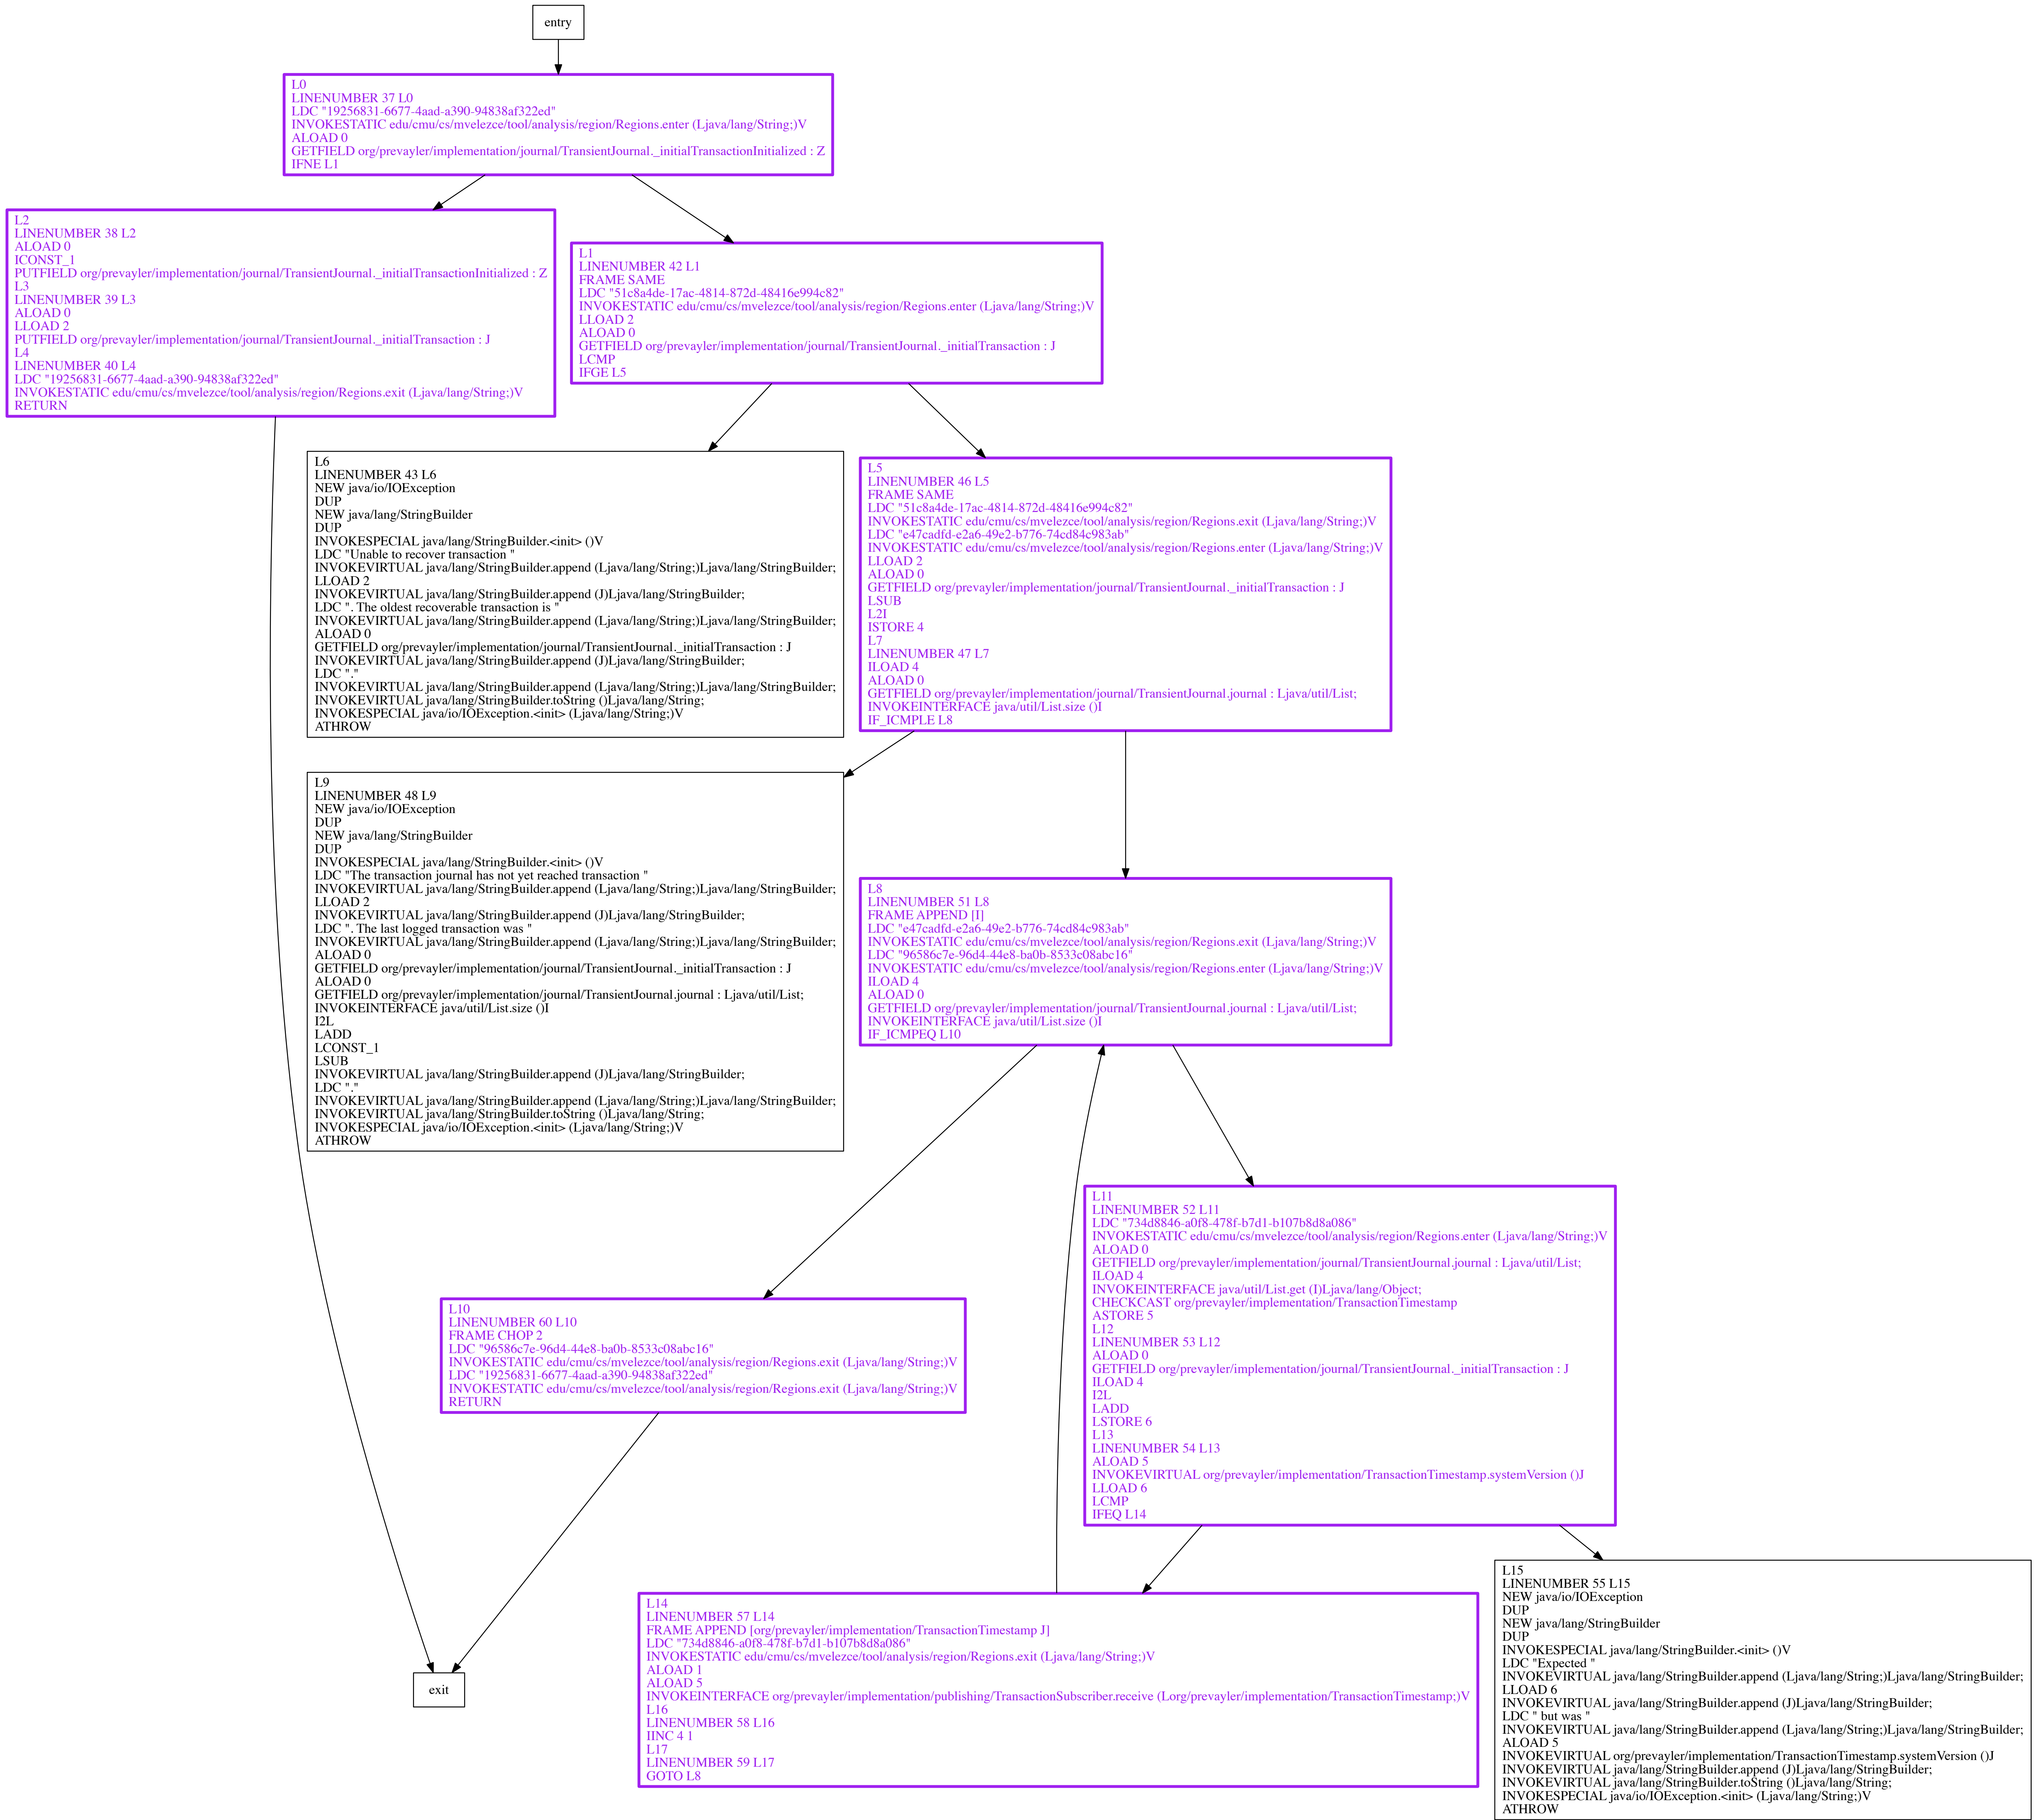 entry
L0
LINENUMBER 37 L0
LDC "19256831-6677-4aad-a390-94838af322ed"
INVOKESTATIC edu/cmu/cs/mvelezce/tool/analysis/region/Regions.enter (Ljava/lang/String;)V
ALOAD 0
GETFIELD org/prevayler/implementation/journal/TransientJournal._initialTransactionInitialized : Z
IFNE L1
L2
LINENUMBER 38 L2
ALOAD 0
ICONST_1
PUTFIELD org/prevayler/implementation/journal/TransientJournal._initialTransactionInitialized : Z
L3
LINENUMBER 39 L3
ALOAD 0
LLOAD 2
PUTFIELD org/prevayler/implementation/journal/TransientJournal._initialTransaction : J
L4
LINENUMBER 40 L4
LDC "19256831-6677-4aad-a390-94838af322ed"
INVOKESTATIC edu/cmu/cs/mvelezce/tool/analysis/region/Regions.exit (Ljava/lang/String;)V
RETURN
L1
LINENUMBER 42 L1
FRAME SAME
LDC "51c8a4de-17ac-4814-872d-48416e994c82"
INVOKESTATIC edu/cmu/cs/mvelezce/tool/analysis/region/Regions.enter (Ljava/lang/String;)V
LLOAD 2
ALOAD 0
GETFIELD org/prevayler/implementation/journal/TransientJournal._initialTransaction : J
LCMP
IFGE L5
L6
LINENUMBER 43 L6
NEW java/io/IOException
DUP
NEW java/lang/StringBuilder
DUP
INVOKESPECIAL java/lang/StringBuilder.<init> ()V
LDC "Unable to recover transaction "
INVOKEVIRTUAL java/lang/StringBuilder.append (Ljava/lang/String;)Ljava/lang/StringBuilder;
LLOAD 2
INVOKEVIRTUAL java/lang/StringBuilder.append (J)Ljava/lang/StringBuilder;
LDC ". The oldest recoverable transaction is "
INVOKEVIRTUAL java/lang/StringBuilder.append (Ljava/lang/String;)Ljava/lang/StringBuilder;
ALOAD 0
GETFIELD org/prevayler/implementation/journal/TransientJournal._initialTransaction : J
INVOKEVIRTUAL java/lang/StringBuilder.append (J)Ljava/lang/StringBuilder;
LDC "."
INVOKEVIRTUAL java/lang/StringBuilder.append (Ljava/lang/String;)Ljava/lang/StringBuilder;
INVOKEVIRTUAL java/lang/StringBuilder.toString ()Ljava/lang/String;
INVOKESPECIAL java/io/IOException.<init> (Ljava/lang/String;)V
ATHROW
L5
LINENUMBER 46 L5
FRAME SAME
LDC "51c8a4de-17ac-4814-872d-48416e994c82"
INVOKESTATIC edu/cmu/cs/mvelezce/tool/analysis/region/Regions.exit (Ljava/lang/String;)V
LDC "e47cadfd-e2a6-49e2-b776-74cd84c983ab"
INVOKESTATIC edu/cmu/cs/mvelezce/tool/analysis/region/Regions.enter (Ljava/lang/String;)V
LLOAD 2
ALOAD 0
GETFIELD org/prevayler/implementation/journal/TransientJournal._initialTransaction : J
LSUB
L2I
ISTORE 4
L7
LINENUMBER 47 L7
ILOAD 4
ALOAD 0
GETFIELD org/prevayler/implementation/journal/TransientJournal.journal : Ljava/util/List;
INVOKEINTERFACE java/util/List.size ()I
IF_ICMPLE L8
L9
LINENUMBER 48 L9
NEW java/io/IOException
DUP
NEW java/lang/StringBuilder
DUP
INVOKESPECIAL java/lang/StringBuilder.<init> ()V
LDC "The transaction journal has not yet reached transaction "
INVOKEVIRTUAL java/lang/StringBuilder.append (Ljava/lang/String;)Ljava/lang/StringBuilder;
LLOAD 2
INVOKEVIRTUAL java/lang/StringBuilder.append (J)Ljava/lang/StringBuilder;
LDC ". The last logged transaction was "
INVOKEVIRTUAL java/lang/StringBuilder.append (Ljava/lang/String;)Ljava/lang/StringBuilder;
ALOAD 0
GETFIELD org/prevayler/implementation/journal/TransientJournal._initialTransaction : J
ALOAD 0
GETFIELD org/prevayler/implementation/journal/TransientJournal.journal : Ljava/util/List;
INVOKEINTERFACE java/util/List.size ()I
I2L
LADD
LCONST_1
LSUB
INVOKEVIRTUAL java/lang/StringBuilder.append (J)Ljava/lang/StringBuilder;
LDC "."
INVOKEVIRTUAL java/lang/StringBuilder.append (Ljava/lang/String;)Ljava/lang/StringBuilder;
INVOKEVIRTUAL java/lang/StringBuilder.toString ()Ljava/lang/String;
INVOKESPECIAL java/io/IOException.<init> (Ljava/lang/String;)V
ATHROW
L8
LINENUMBER 51 L8
FRAME APPEND [I]
LDC "e47cadfd-e2a6-49e2-b776-74cd84c983ab"
INVOKESTATIC edu/cmu/cs/mvelezce/tool/analysis/region/Regions.exit (Ljava/lang/String;)V
LDC "96586c7e-96d4-44e8-ba0b-8533c08abc16"
INVOKESTATIC edu/cmu/cs/mvelezce/tool/analysis/region/Regions.enter (Ljava/lang/String;)V
ILOAD 4
ALOAD 0
GETFIELD org/prevayler/implementation/journal/TransientJournal.journal : Ljava/util/List;
INVOKEINTERFACE java/util/List.size ()I
IF_ICMPEQ L10
L11
LINENUMBER 52 L11
LDC "734d8846-a0f8-478f-b7d1-b107b8d8a086"
INVOKESTATIC edu/cmu/cs/mvelezce/tool/analysis/region/Regions.enter (Ljava/lang/String;)V
ALOAD 0
GETFIELD org/prevayler/implementation/journal/TransientJournal.journal : Ljava/util/List;
ILOAD 4
INVOKEINTERFACE java/util/List.get (I)Ljava/lang/Object;
CHECKCAST org/prevayler/implementation/TransactionTimestamp
ASTORE 5
L12
LINENUMBER 53 L12
ALOAD 0
GETFIELD org/prevayler/implementation/journal/TransientJournal._initialTransaction : J
ILOAD 4
I2L
LADD
LSTORE 6
L13
LINENUMBER 54 L13
ALOAD 5
INVOKEVIRTUAL org/prevayler/implementation/TransactionTimestamp.systemVersion ()J
LLOAD 6
LCMP
IFEQ L14
L10
LINENUMBER 60 L10
FRAME CHOP 2
LDC "96586c7e-96d4-44e8-ba0b-8533c08abc16"
INVOKESTATIC edu/cmu/cs/mvelezce/tool/analysis/region/Regions.exit (Ljava/lang/String;)V
LDC "19256831-6677-4aad-a390-94838af322ed"
INVOKESTATIC edu/cmu/cs/mvelezce/tool/analysis/region/Regions.exit (Ljava/lang/String;)V
RETURN
L14
LINENUMBER 57 L14
FRAME APPEND [org/prevayler/implementation/TransactionTimestamp J]
LDC "734d8846-a0f8-478f-b7d1-b107b8d8a086"
INVOKESTATIC edu/cmu/cs/mvelezce/tool/analysis/region/Regions.exit (Ljava/lang/String;)V
ALOAD 1
ALOAD 5
INVOKEINTERFACE org/prevayler/implementation/publishing/TransactionSubscriber.receive (Lorg/prevayler/implementation/TransactionTimestamp;)V
L16
LINENUMBER 58 L16
IINC 4 1
L17
LINENUMBER 59 L17
GOTO L8
L15
LINENUMBER 55 L15
NEW java/io/IOException
DUP
NEW java/lang/StringBuilder
DUP
INVOKESPECIAL java/lang/StringBuilder.<init> ()V
LDC "Expected "
INVOKEVIRTUAL java/lang/StringBuilder.append (Ljava/lang/String;)Ljava/lang/StringBuilder;
LLOAD 6
INVOKEVIRTUAL java/lang/StringBuilder.append (J)Ljava/lang/StringBuilder;
LDC " but was "
INVOKEVIRTUAL java/lang/StringBuilder.append (Ljava/lang/String;)Ljava/lang/StringBuilder;
ALOAD 5
INVOKEVIRTUAL org/prevayler/implementation/TransactionTimestamp.systemVersion ()J
INVOKEVIRTUAL java/lang/StringBuilder.append (J)Ljava/lang/StringBuilder;
INVOKEVIRTUAL java/lang/StringBuilder.toString ()Ljava/lang/String;
INVOKESPECIAL java/io/IOException.<init> (Ljava/lang/String;)V
ATHROW
exit